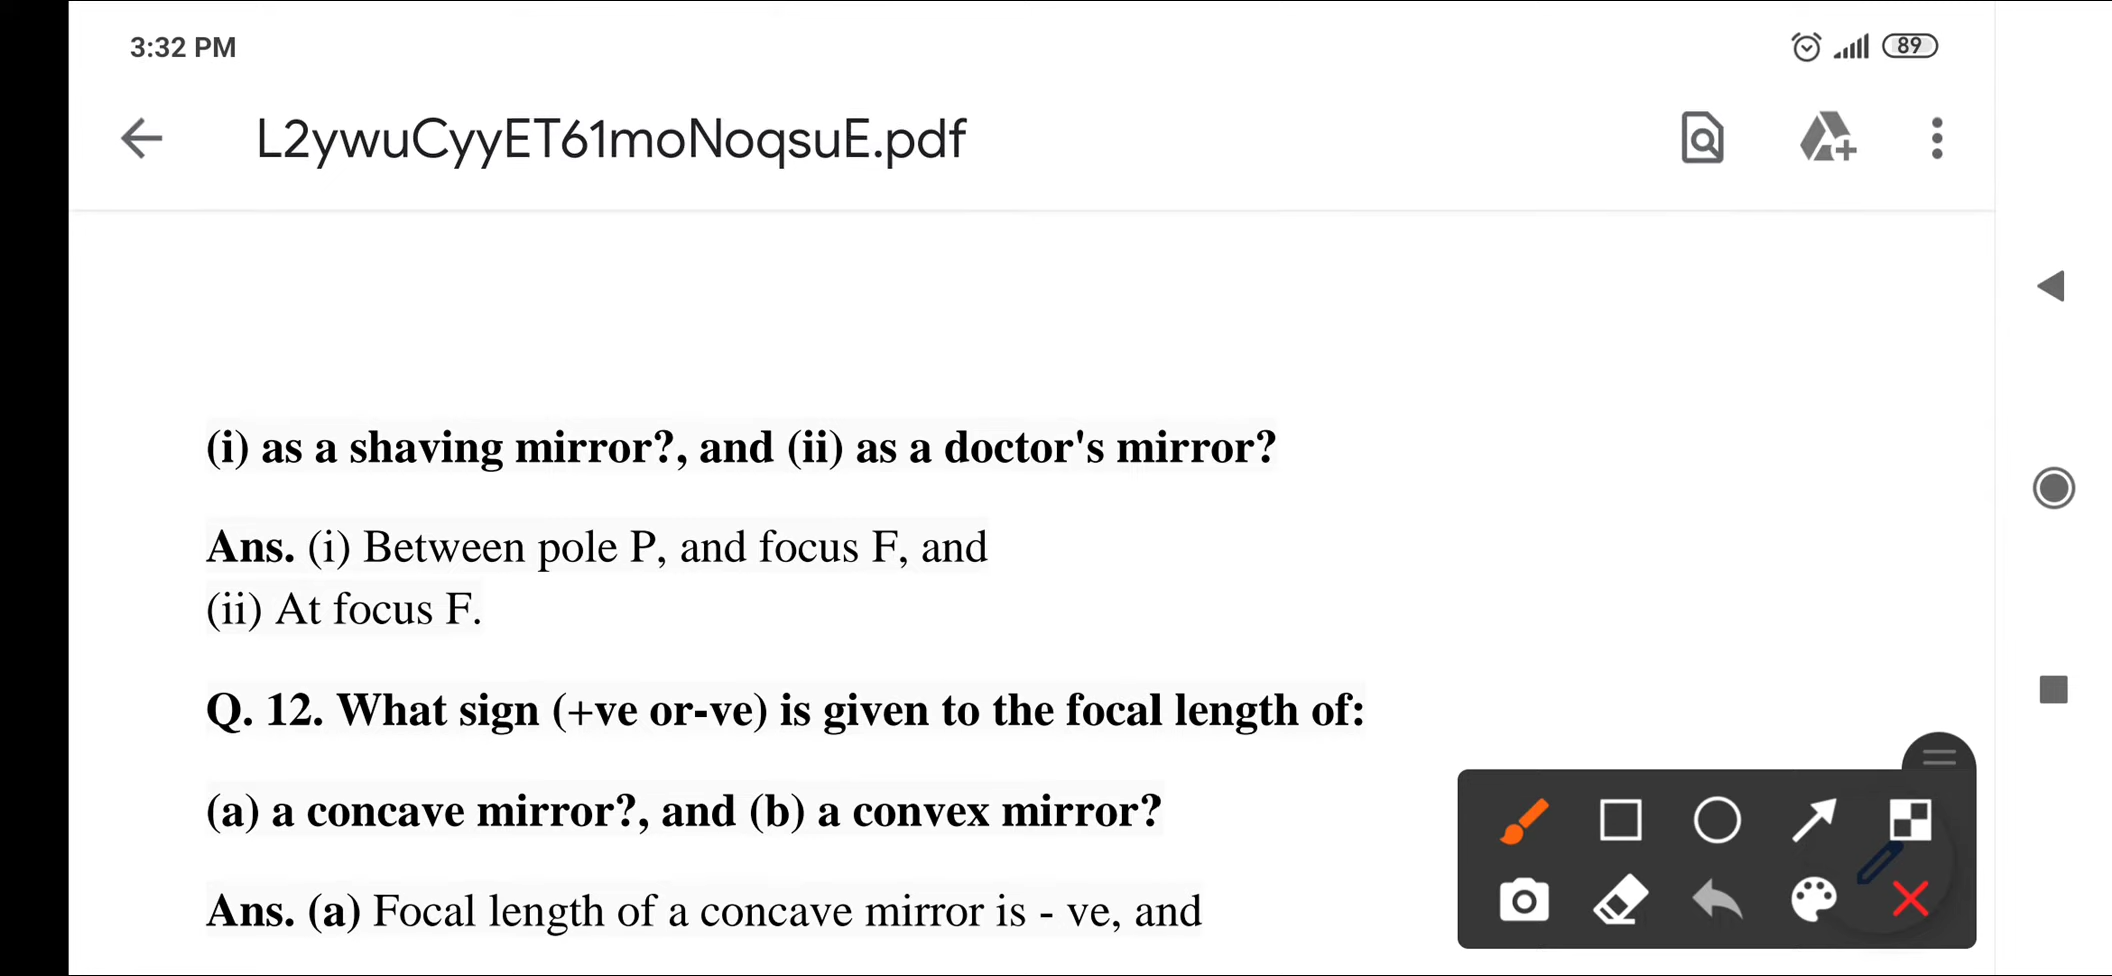 3:32 PM
89
L2ywuCyyET61moNoqsuE.pdf
(i) as a shaving mirror?, and (ii) as a doctor's mirror?
Ans. (i) Between pole P, and focus F, and
(ii) At focus F.
Q. 12. What sign (+ve or-ve) is given to the focal length of:
(a) a concave mirror?, and (b) a convex mirror?
Ans. (a) Focal length of a concave mirror is - ve, and